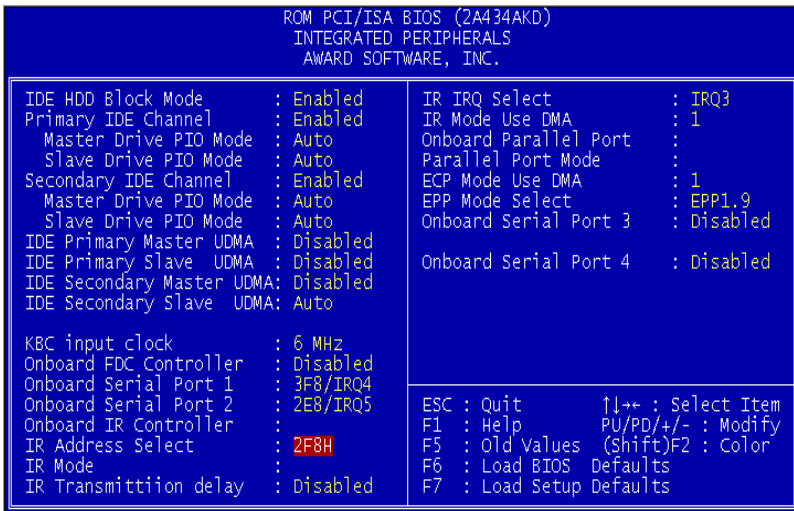 ROM PCI/ISA BIOS (2A434AKD)
INTEGRATED PERIPHERALS
AWARD SOFTWARE, INC.
IDE HDD Block Mode : Enabled
Primary IDE Channel : Enabled
Master Drive PIO Mode : Auto
Slave Drive PIO Mode : Auto
Secondary IDE Channel : Enabled
Master Drive PIO Mode : Auto
Slave Drive PIO Mode : Auto
IDE Primary Master UDMA : Disabled
IDE Primary Slave UDMA : Disabled
IDE Secondary Master UDMA: Disabled
IDE Secondary Slave UDMA: Auto
KBC input clock : 6 MHz
Onboard FDC Controller : Disabled
Onboard Serial Port 1 : 3F8/IRQ4
Onboard Serial Port 2 : 2E8/IRQ5
Onboard IR Controller :
IR Address Select : 2F8H
IR Mode :
IR Transmittiion delay : Disabled
IR IRQ Select : IRQ3
IR Mode Use DMA : 1
Onboard Parallel Port :
Parallel Port Mode :
ECP Mode Use DMA : 1
EPP Mode Select : EPP1.9
Onboard Serial Port 3 : Disabled
Onboard Serial Port 4 : Disabled
ESC : Quit ↑↓→← : Select Item
F1 : Help PU/PD/+/- : Modify
F5 : Old Values (Shift)F2 : Color
F6 : Load BIOS Defaults
F7 : Load Setup Defaults